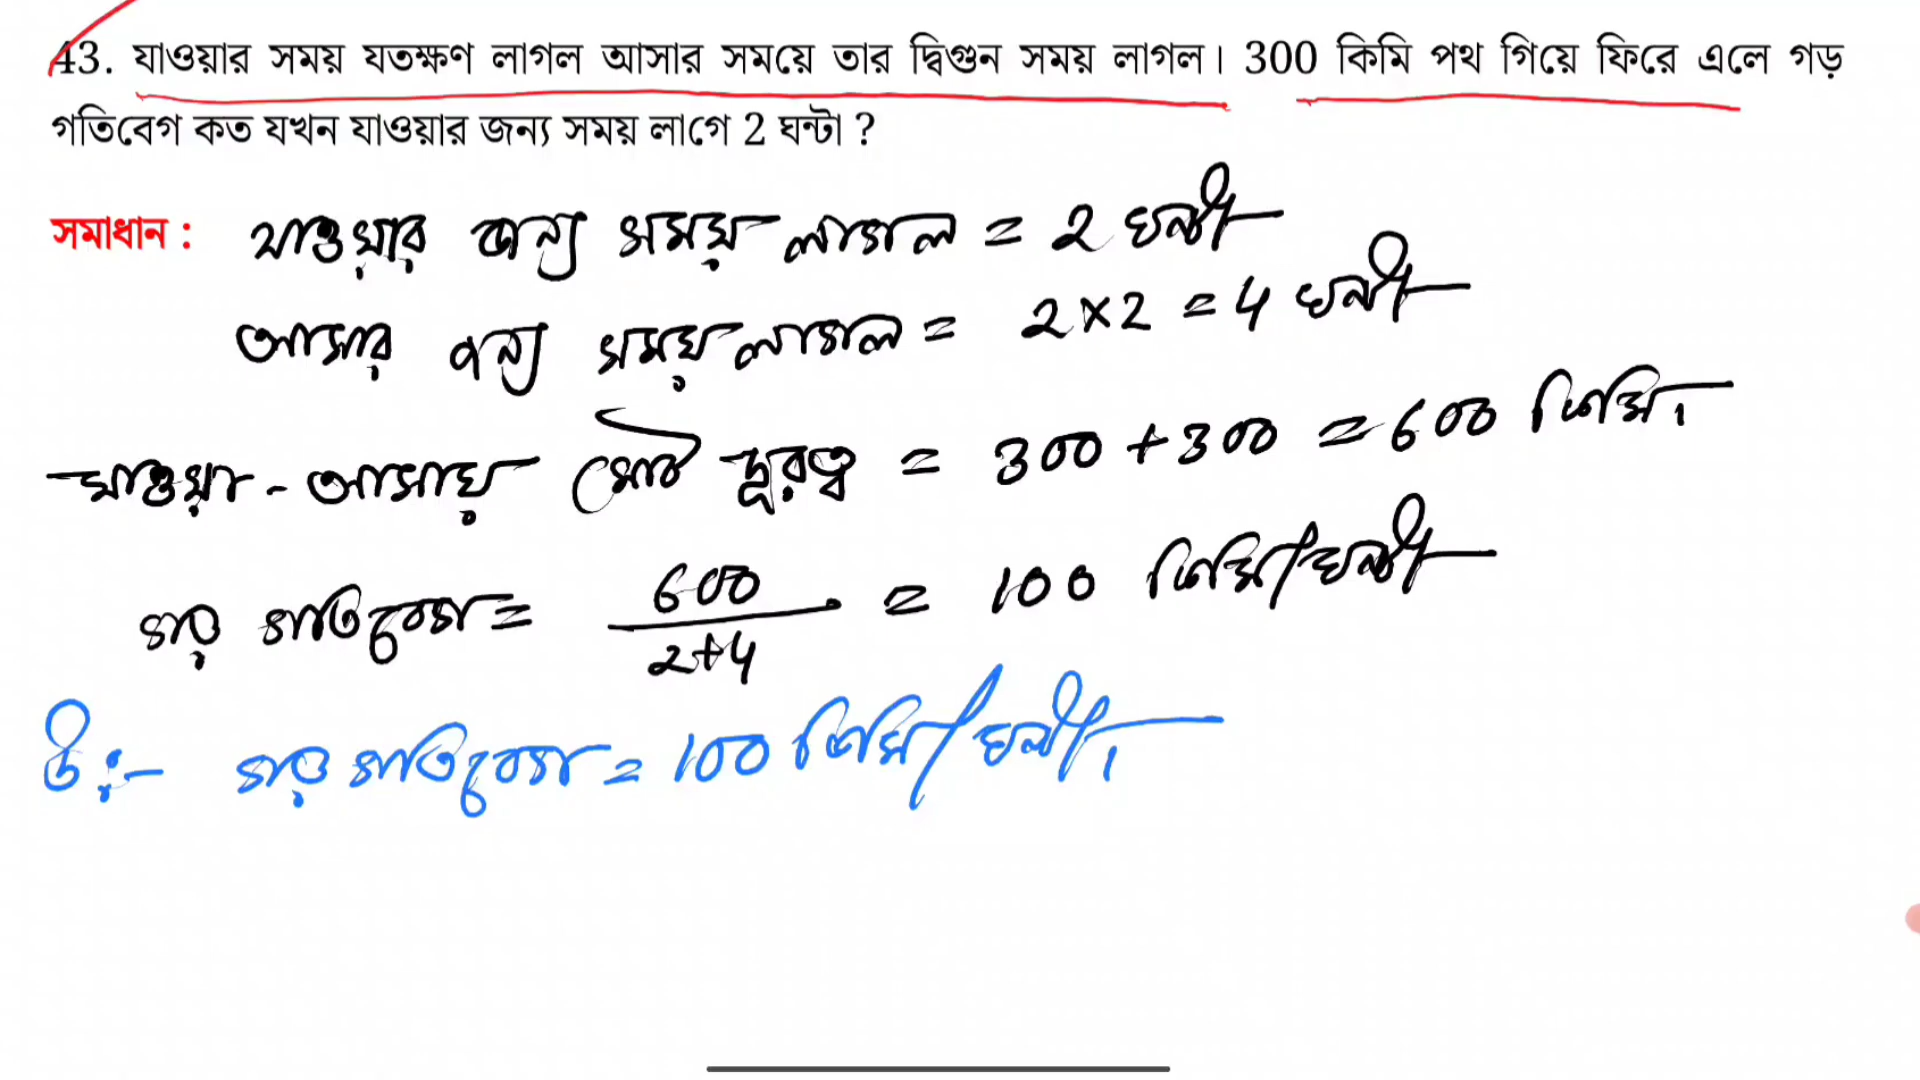 43. যাওয়ার সময় যতক্ষণ লাগল আসার সময়ে তার দ্বিগুন সময় লাগল। 300 কিমি পথ গিয়ে ফিরে এলে গড়
গতিবেগ কত যখন যাওয়ার জন্য সময় লাগে 2 ঘন্টা ?
সমাধান : যাওয়ার জন্য সময় লাগল = 2 ঘন্টা
আসার জন্য সময় লাগল = 2×2 = 4 ঘন্টা
যাওয়া - আসায় মোট দূরত্ব = 300 + 300 = 600 কিমি.
গড় গতিবেগ = 600 / 2+4 = 100 কিমি/ঘন্টা
উঃ- গড় গতিবেগ = 100 কিমি/ঘন্টা.